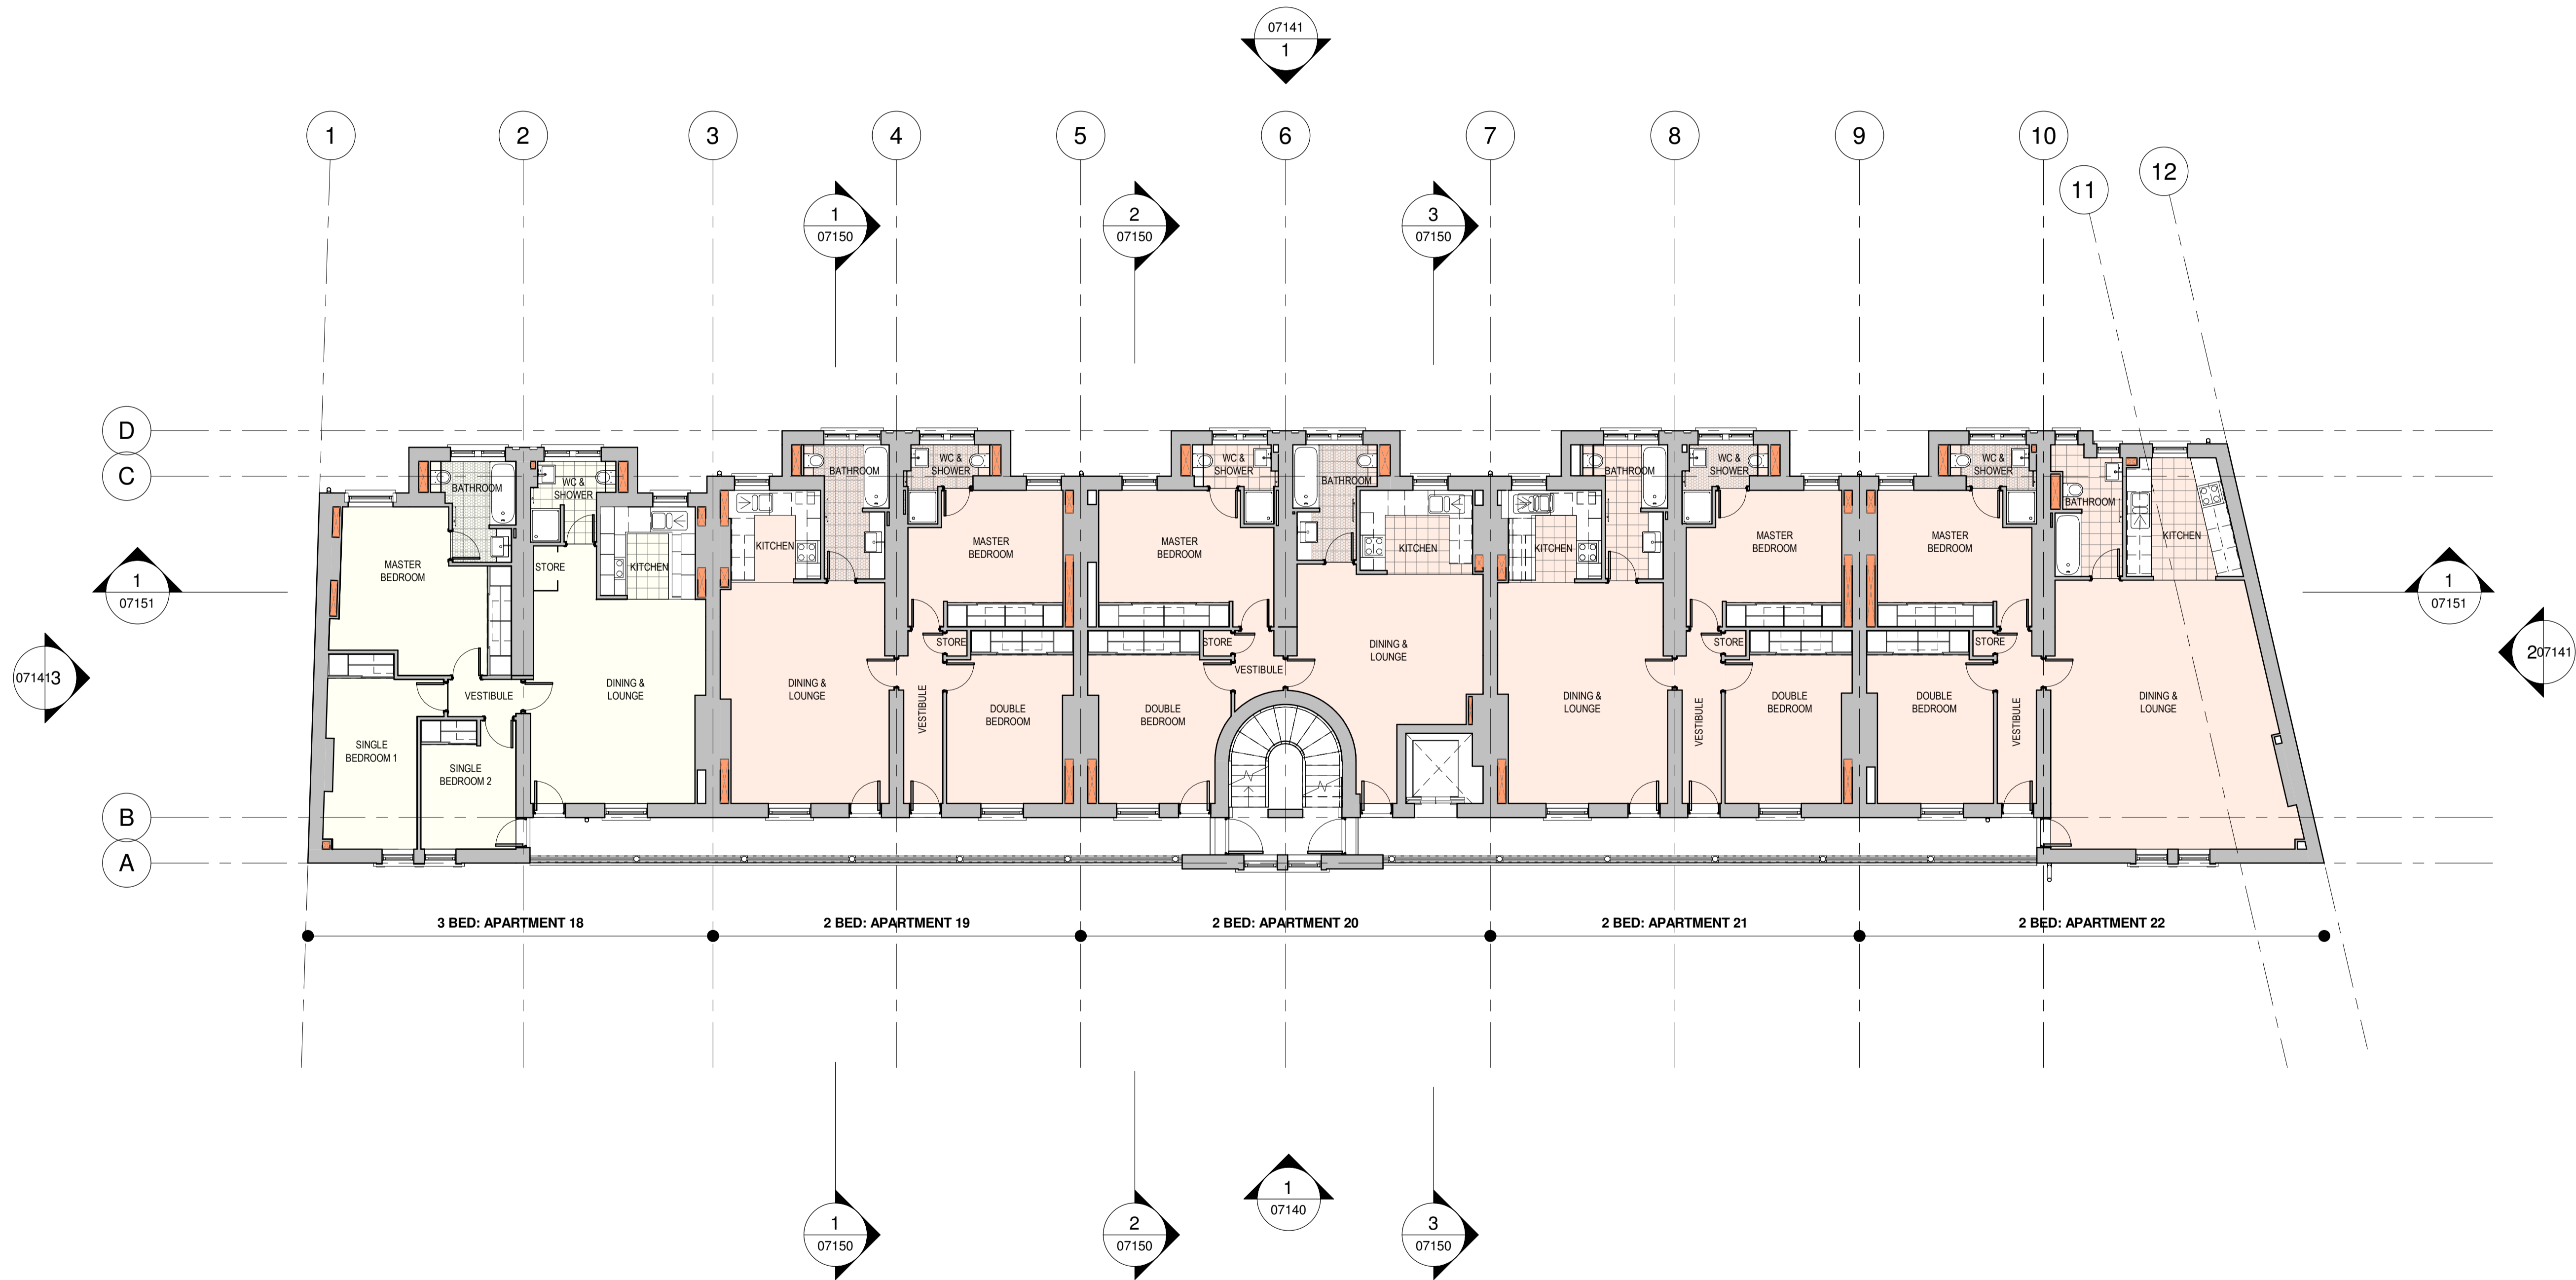 07141
1
1
2
3
4
5
6
7
8
9
10
11
12
1
07150
2
07150
3
07150
D
C
B
A
1
07151
07141
3
1
07151
2
07141
BATHROOM
WC &
SHOWER
MASTER
BEDROOM
STORE
KITCHEN
VESTIBULE
DINING &
LOUNGE
SINGLE
BEDROOM 1
SINGLE
BEDROOM 2
KITCHEN
BATHROOM
WC &
SHOWER
MASTER
BEDROOM
STORE
DINING &
LOUNGE
VESTIBULE
DOUBLE
BEDROOM
WC &
SHOWER
BATHROOM
MASTER
BEDROOM
KITCHEN
STORE
VESTIBULE
DINING &
LOUNGE
DOUBLE
BEDROOM
BATHROOM
WC &
SHOWER
KITCHEN
MASTER
BEDROOM
STORE
DINING &
LOUNGE
VESTIBULE
DOUBLE
BEDROOM
WC &
SHOWER
BATHROOM
MASTER
BEDROOM
KITCHEN
STORE
DOUBLE
BEDROOM
VESTIBULE
DINING &
LOUNGE
3 BED: APARTMENT 18
2 BED: APARTMENT 19
2 BED: APARTMENT 20
2 BED: APARTMENT 21
2 BED: APARTMENT 22
1
07150
2
07150
1
07140
3
07150